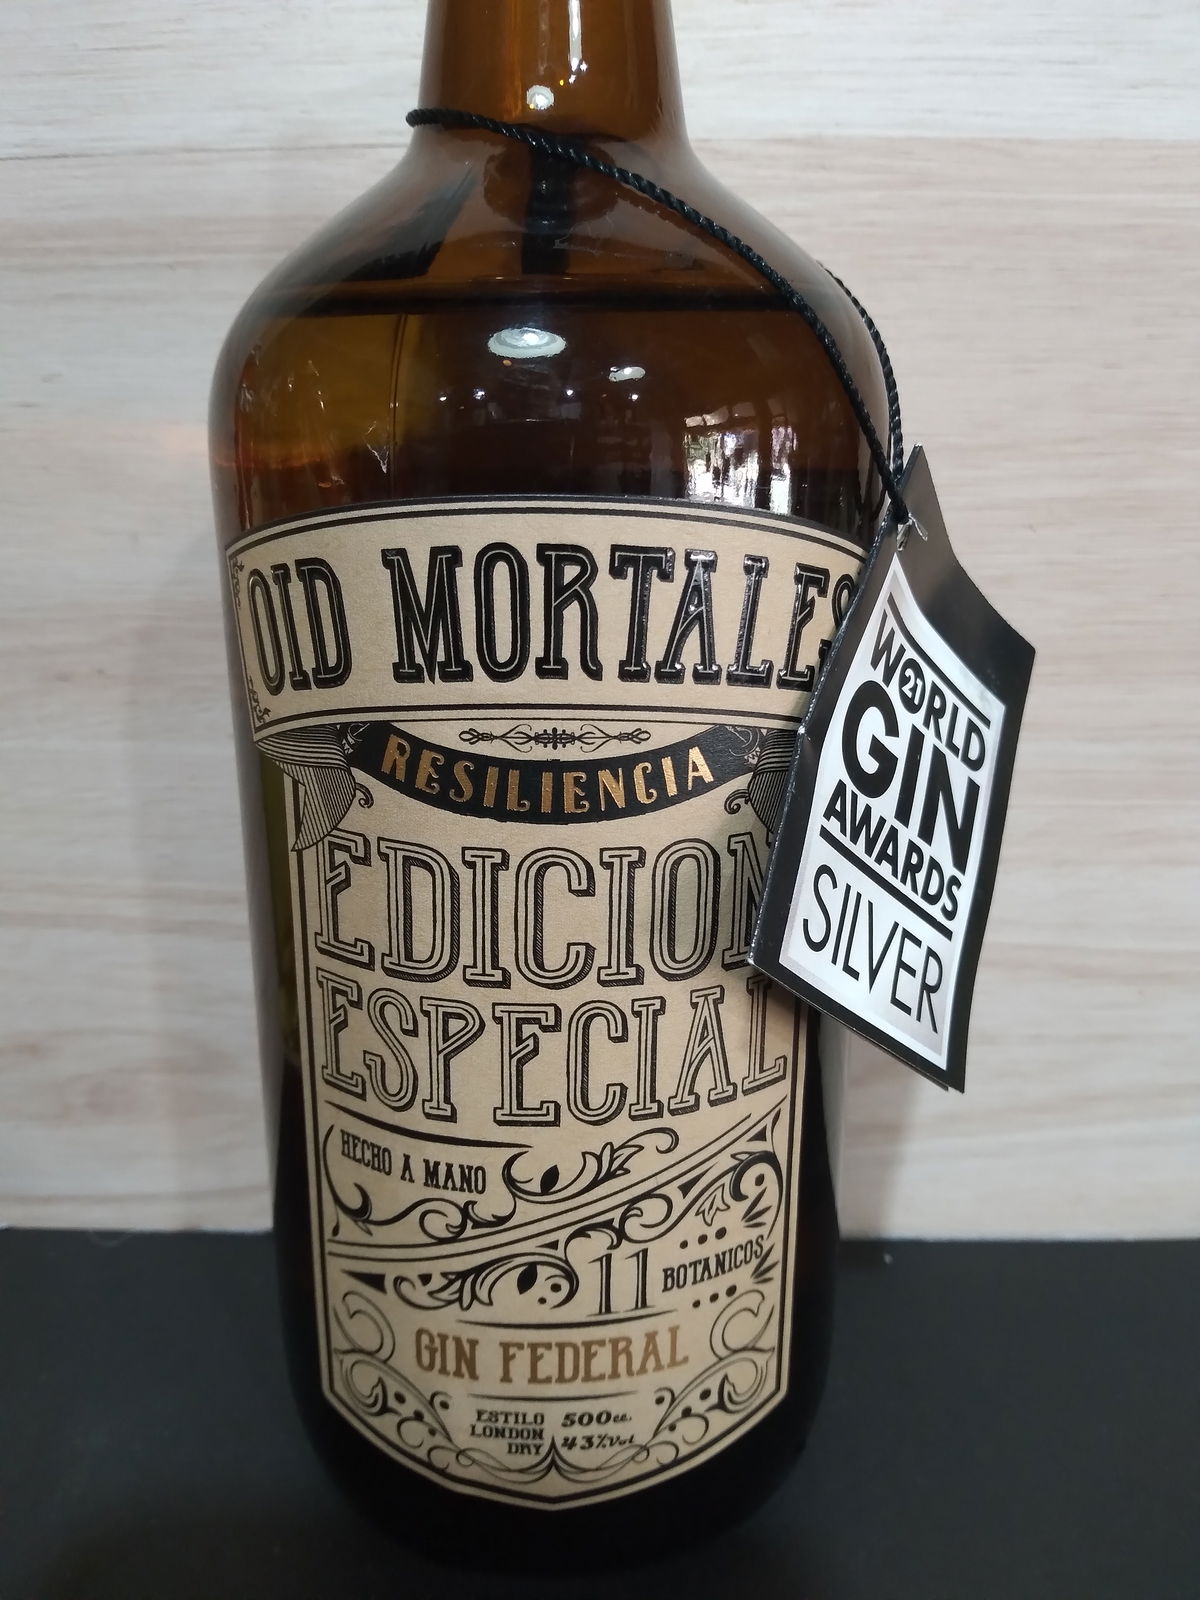 OID MORTALES
RESILIENCIA
EDICION
ESPECIAL
HECHO A MANO
11 BOTANICOS
GIN FEDERAL
ESTILO
LONDON
DRY
500cc.
43%Vol
WORLD
21
GIN
AWARDS
SILVER